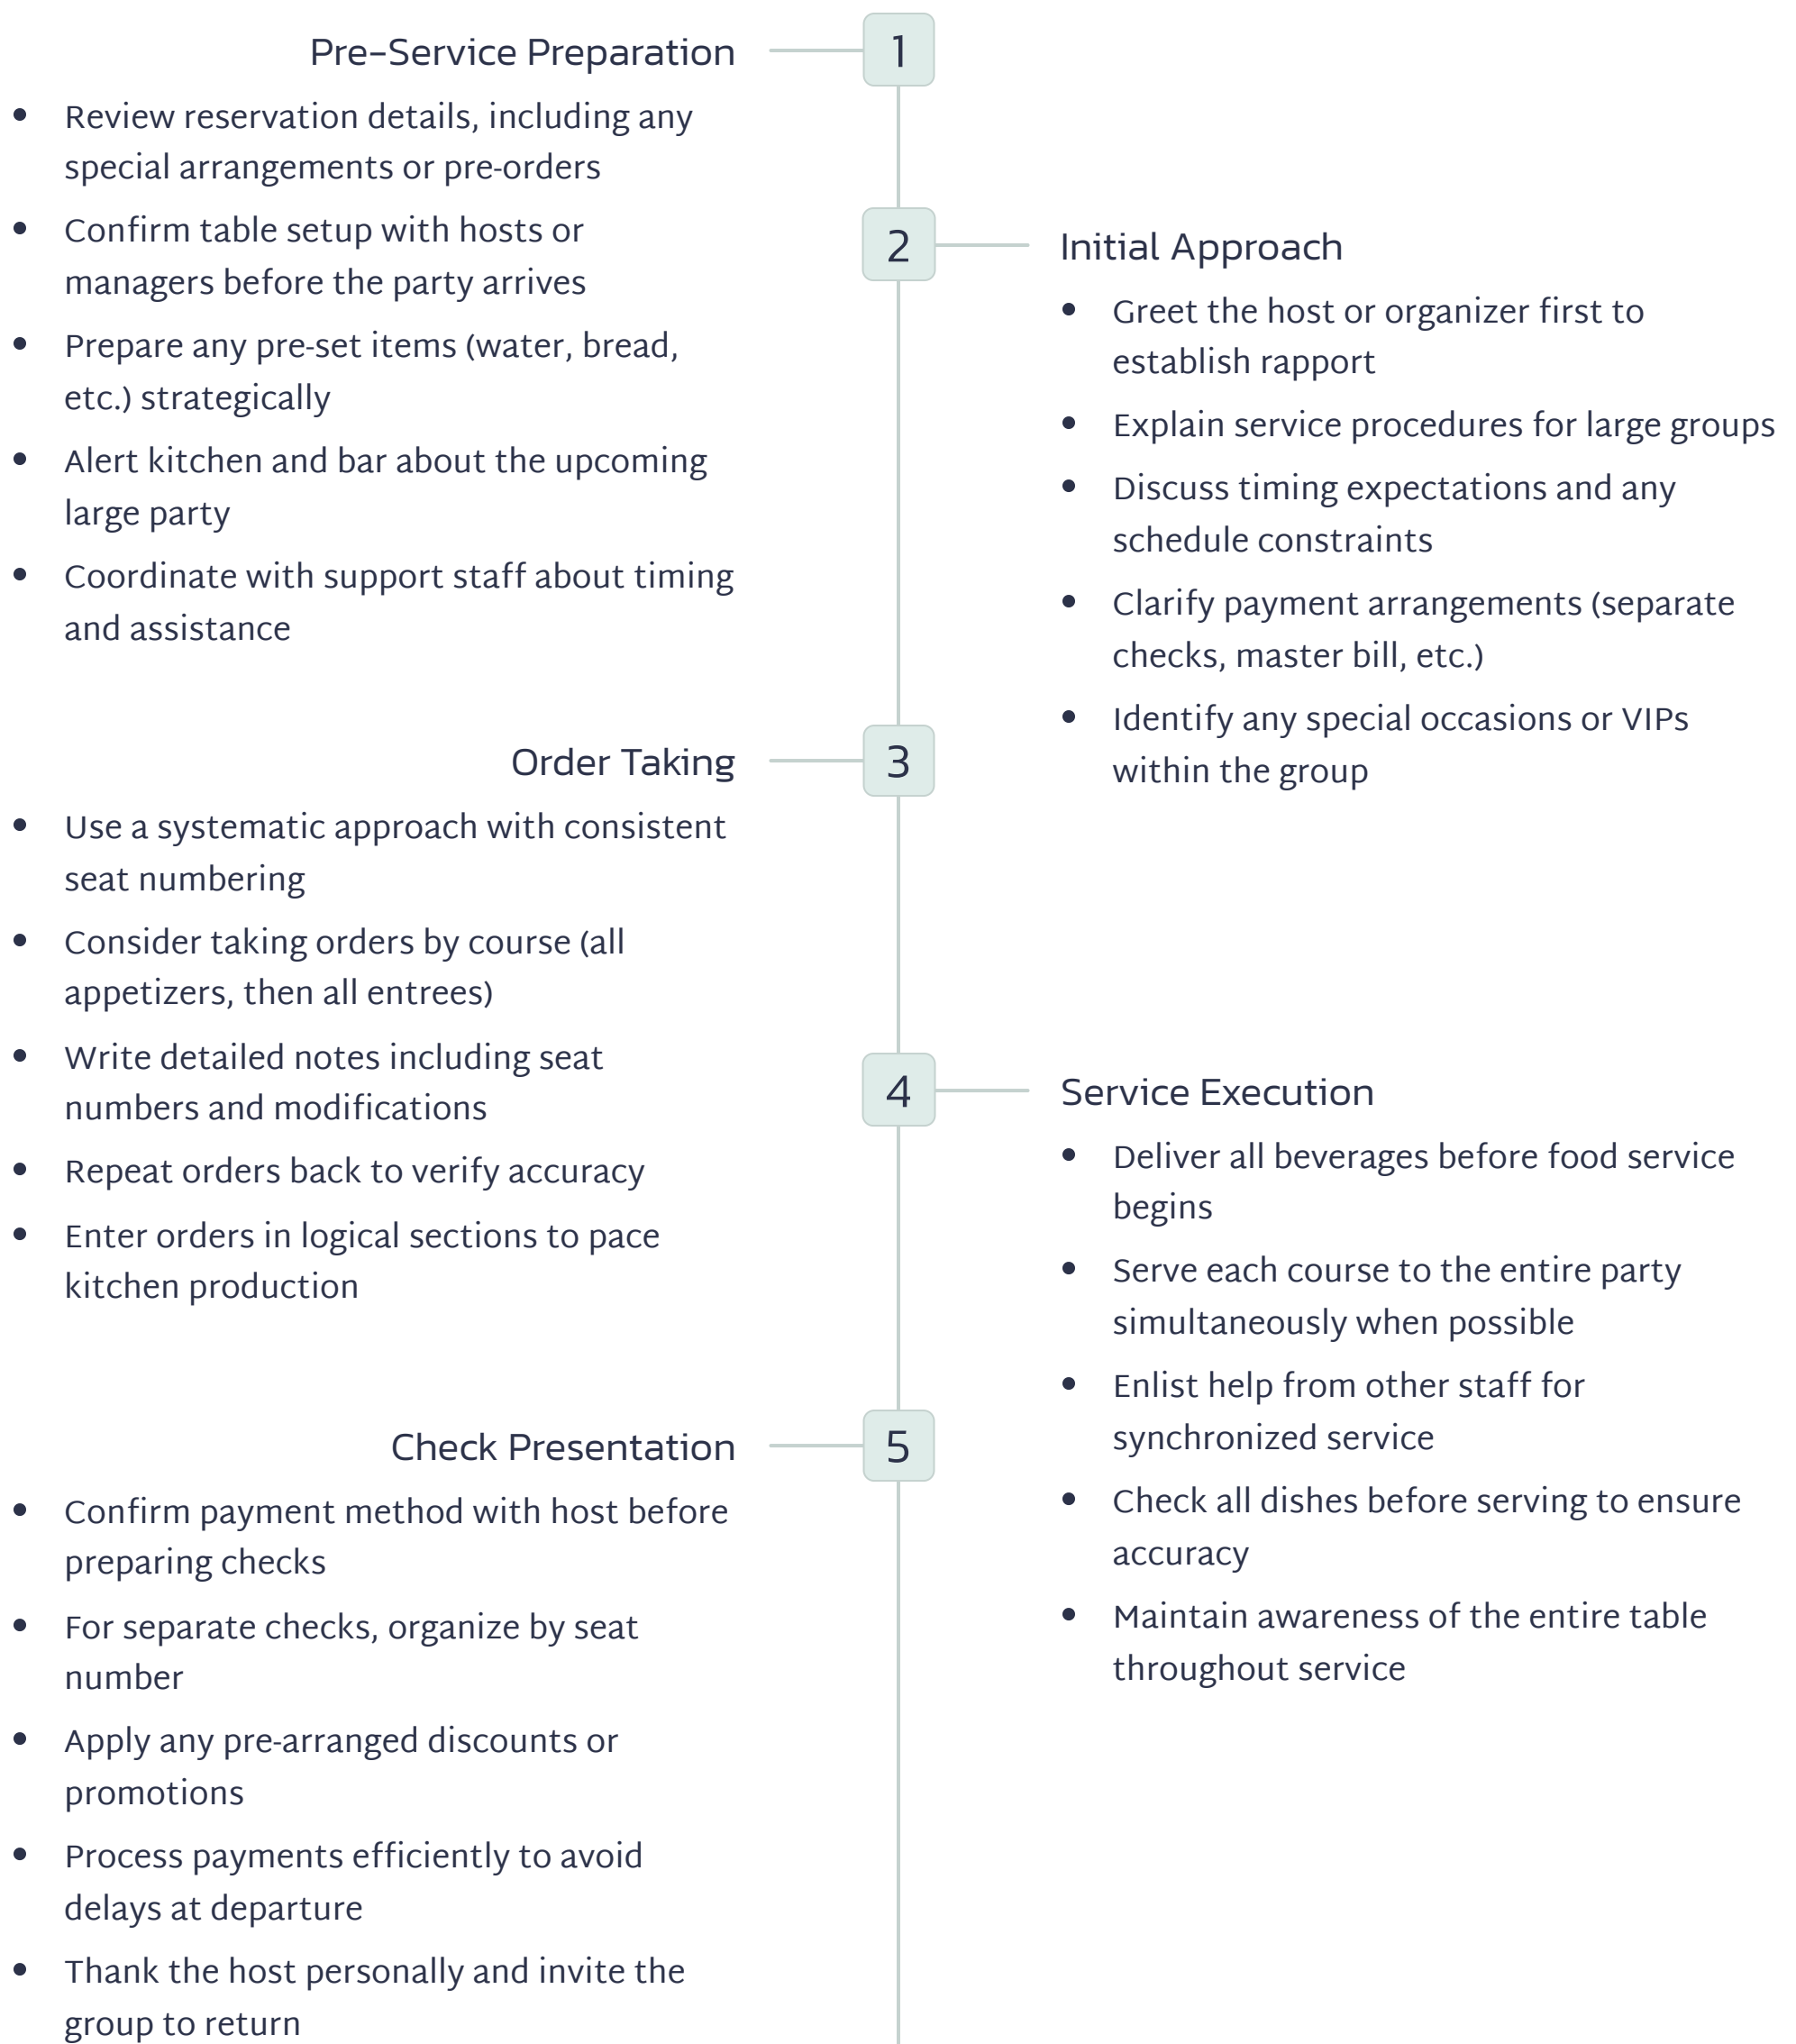 1
Pre-Service Preparation
• Review reservation details, including any
special arrangements or pre-orders
• Confirm table setup with hosts or
managers before the party arrives
• Prepare any pre-set items (water, bread,
etc.) strategically
• Alert kitchen and bar about the upcoming
large party
• Coordinate with support staff about timing
and assistance
2
Initial Approach
• Greet the host or organizer first to
establish rapport
• Explain service procedures for large groups
• Discuss timing expectations and any
schedule constraints
• Clarify payment arrangements (separate
checks, master bill, etc.)
• Identify any special occasions or VIPs
within the group
3
Order Taking
• Use a systematic approach with consistent
seat numbering
• Consider taking orders by course (all
appetizers, then all entrees)
• Write detailed notes including seat
numbers and modifications
• Repeat orders back to verify accuracy
• Enter orders in logical sections to pace
kitchen production
4
Service Execution
• Deliver all beverages before food service
begins
• Serve each course to the entire party
simultaneously when possible
• Enlist help from other staff for
synchronized service
• Check all dishes before serving to ensure
accuracy
• Maintain awareness of the entire table
throughout service
5
Check Presentation
• Confirm payment method with host before
preparing checks
• For separate checks, organize by seat
number
• Apply any pre-arranged discounts or
promotions
• Process payments efficiently to avoid
delays at departure
• Thank the host personally and invite the
group to return